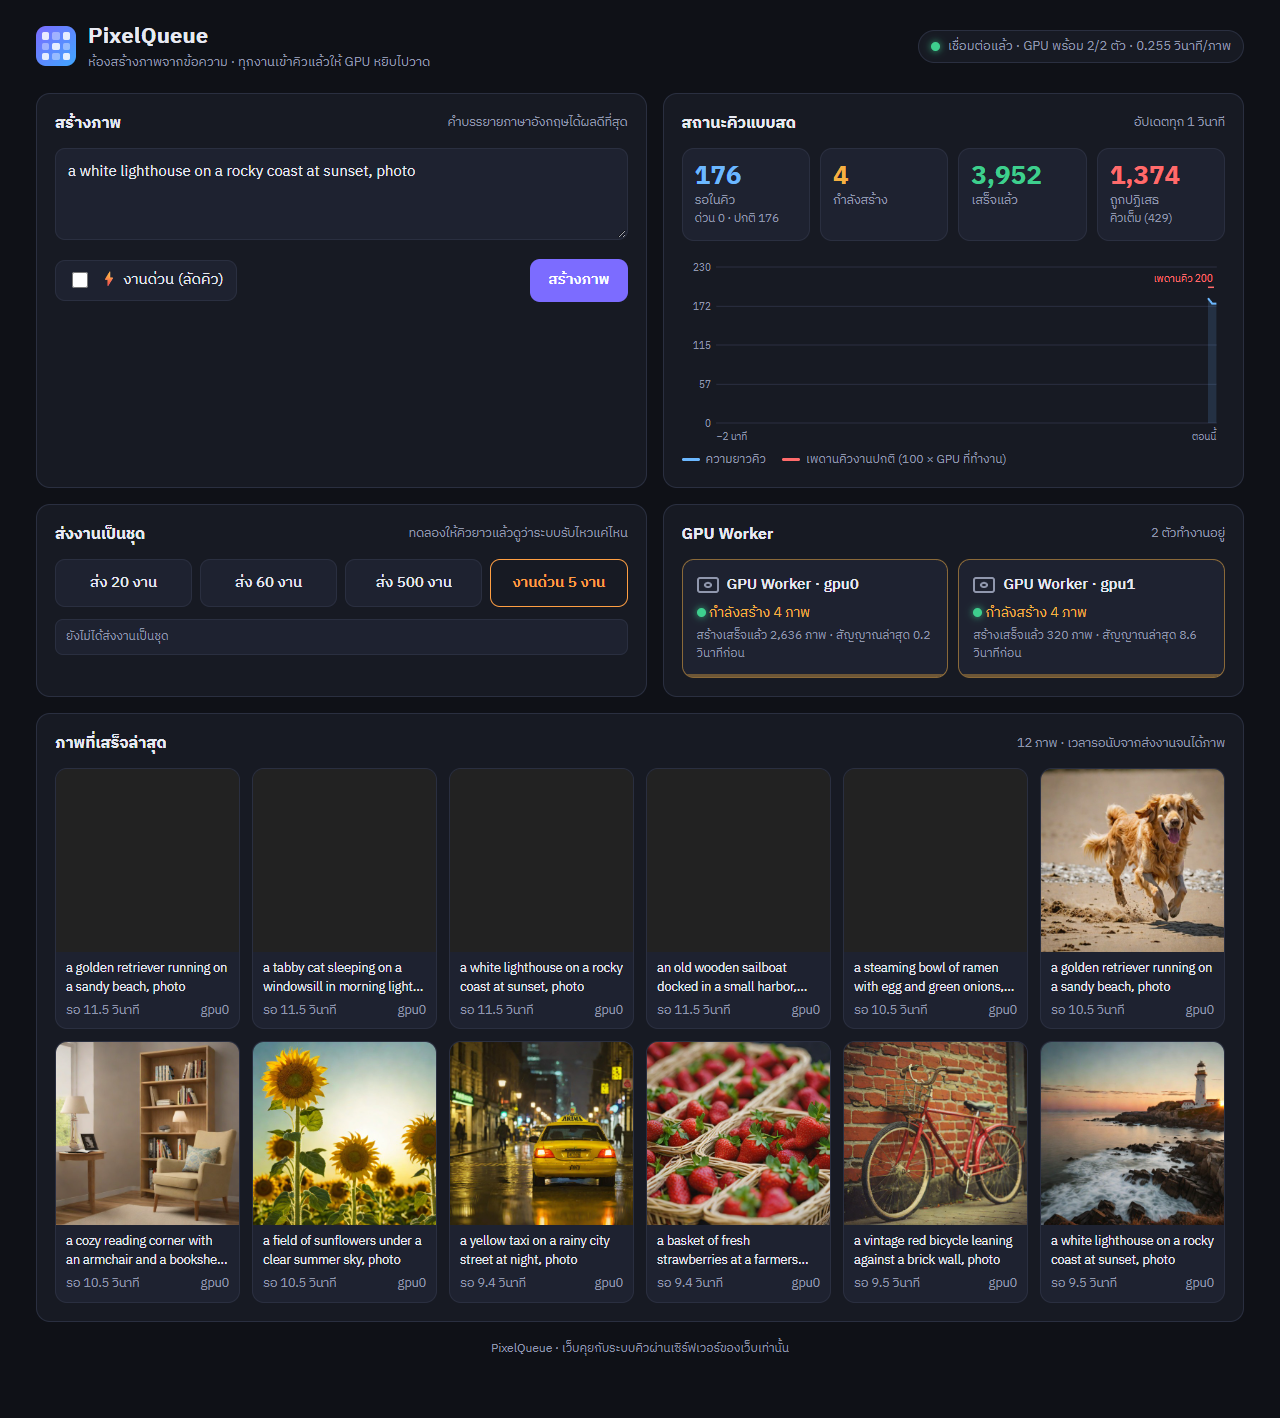 PixelQueue
ห้องสร้างภาพจากข้อความ · ทุกงานเข้าคิวแล้วให้ GPU หยิบไปวาด
เชื่อมต่อแล้ว · GPU พร้อม 2/2 ตัว · 0.255 วินาที/ภาพ
สร้างภาพ
คำบรรยายภาษาอังกฤษได้ผลดีที่สุด
a white lighthouse on a rocky coast at sunset, photo
งานด่วน (ลัดคิว)
สร้างภาพ
สถานะคิวแบบสด
อัปเดตทุก 1 วินาที
176
รอในคิว
ด่วน 0 · ปกติ 176
4
กำลังสร้าง
3,952
เสร็จแล้ว
1,374
ถูกปฏิเสธ
คิวเต็ม (429)
230
เพดานคิว 200
172
115
57
0
−2 นาที
ตอนนี้
ความยาวคิว
เพดานคิวงานปกติ (100 × GPU ที่ทำงาน)
ส่งงานเป็นชุด
ทดลองให้คิวยาวแล้วดูว่าระบบรับไหวแค่ไหน
ส่ง 20 งาน
ส่ง 60 งาน
ส่ง 500 งาน
งานด่วน 5 งาน
ยังไม่ได้ส่งงานเป็นชุด
GPU Worker
2 ตัวทำงานอยู่
GPU Worker · gpu0
กำลังสร้าง 4 ภาพ
สร้างเสร็จแล้ว 2,636 ภาพ · สัญญาณล่าสุด 0.2
วินาทีก่อน
GPU Worker · gpu1
กำลังสร้าง 4 ภาพ
สร้างเสร็จแล้ว 320 ภาพ · สัญญาณล่าสุด 8.6
วินาทีก่อน
ภาพที่เสร็จล่าสุด
12 ภาพ · เวลารอนับจากส่งงานจนได้ภาพ
a golden retriever running on
a sandy beach, photo
รอ 11.5 วินาที
gpu0
a tabby cat sleeping on a
windowsill in morning light…
รอ 11.5 วินาที
gpu0
a white lighthouse on a rocky
coast at sunset, photo
รอ 11.5 วินาที
gpu0
an old wooden sailboat
docked in a small harbor,…
รอ 11.5 วินาที
gpu0
a steaming bowl of ramen
with egg and green onions,…
รอ 10.5 วินาที
gpu0
a golden retriever running on
a sandy beach, photo
รอ 10.5 วินาที
gpu0
a cozy reading corner with
an armchair and a bookshe…
รอ 10.5 วินาที
gpu0
a field of sunflowers under a
clear summer sky, photo
รอ 10.5 วินาที
gpu0
a yellow taxi on a rainy city
street at night, photo
รอ 9.4 วินาที
gpu0
a basket of fresh
strawberries at a farmers…
รอ 9.4 วินาที
gpu0
a vintage red bicycle leaning
against a brick wall, photo
รอ 9.5 วินาที
gpu0
a white lighthouse on a rocky
coast at sunset, photo
รอ 9.5 วินาที
gpu0
PixelQueue · เว็บคุยกับระบบคิวผ่านเซิร์ฟเวอร์ของเว็บเท่านั้น